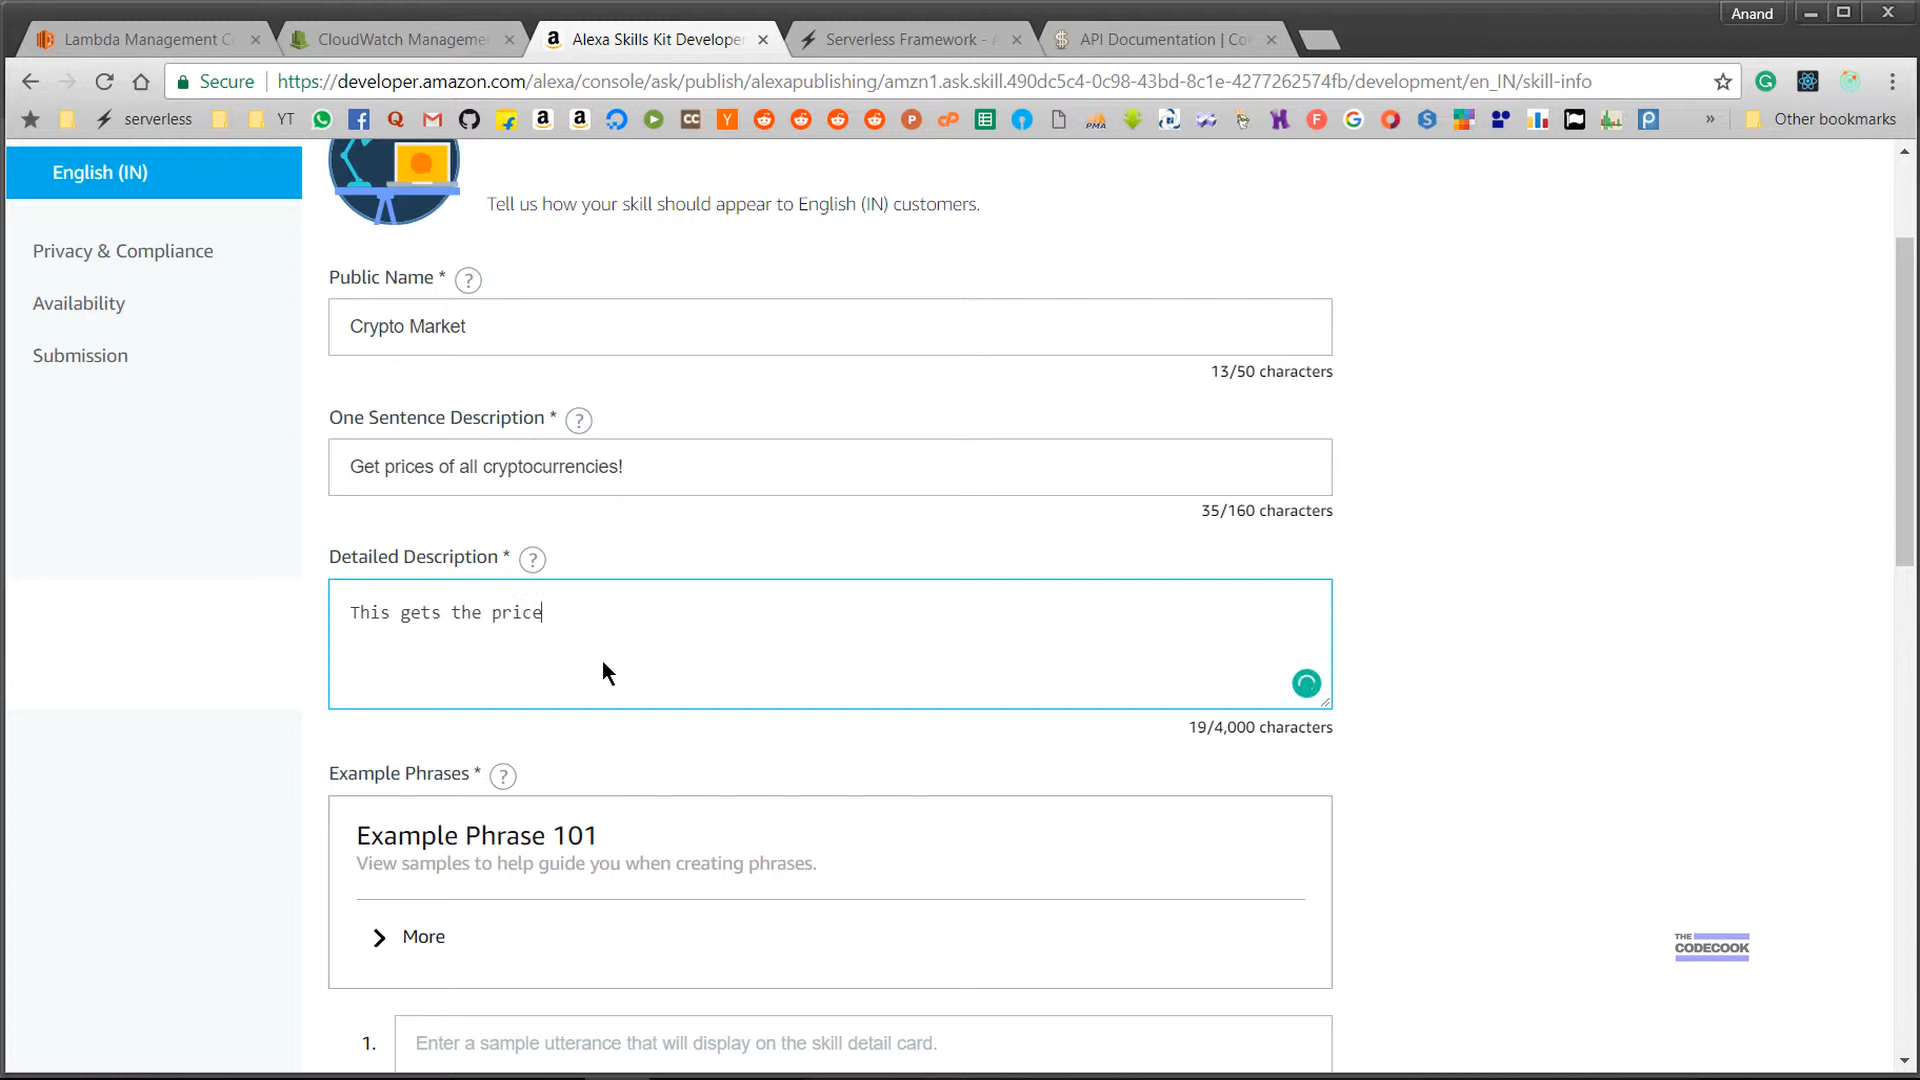 Anand
Lambda Management C
CloudWatch Manageme
Alexa Skills Kit Developer
Serverless Framework - A
API Documentation | Coi
Secure
https://developer.amazon.com/alexa/console/ask/publish/alexapublishing/amzn1.ask.skill.490dc5c4-0c98-43bd-8c1e-4277262574fb/development/en_IN/skill-info
serverless
YT
Other bookmarks
English (IN)
Privacy & Compliance
Availability
Submission
Tell us how your skill should appear to English (IN) customers.
Public Name *
Crypto Market
13/50 characters
One Sentence Description *
Get prices of all cryptocurrencies!
35/160 characters
Detailed Description *
This gets the price
19/4,000 characters
Example Phrases *
Example Phrase 101
View samples to help guide you when creating phrases.
More
1.
Enter a sample utterance that will display on the skill detail card.
THE
CODECOOK